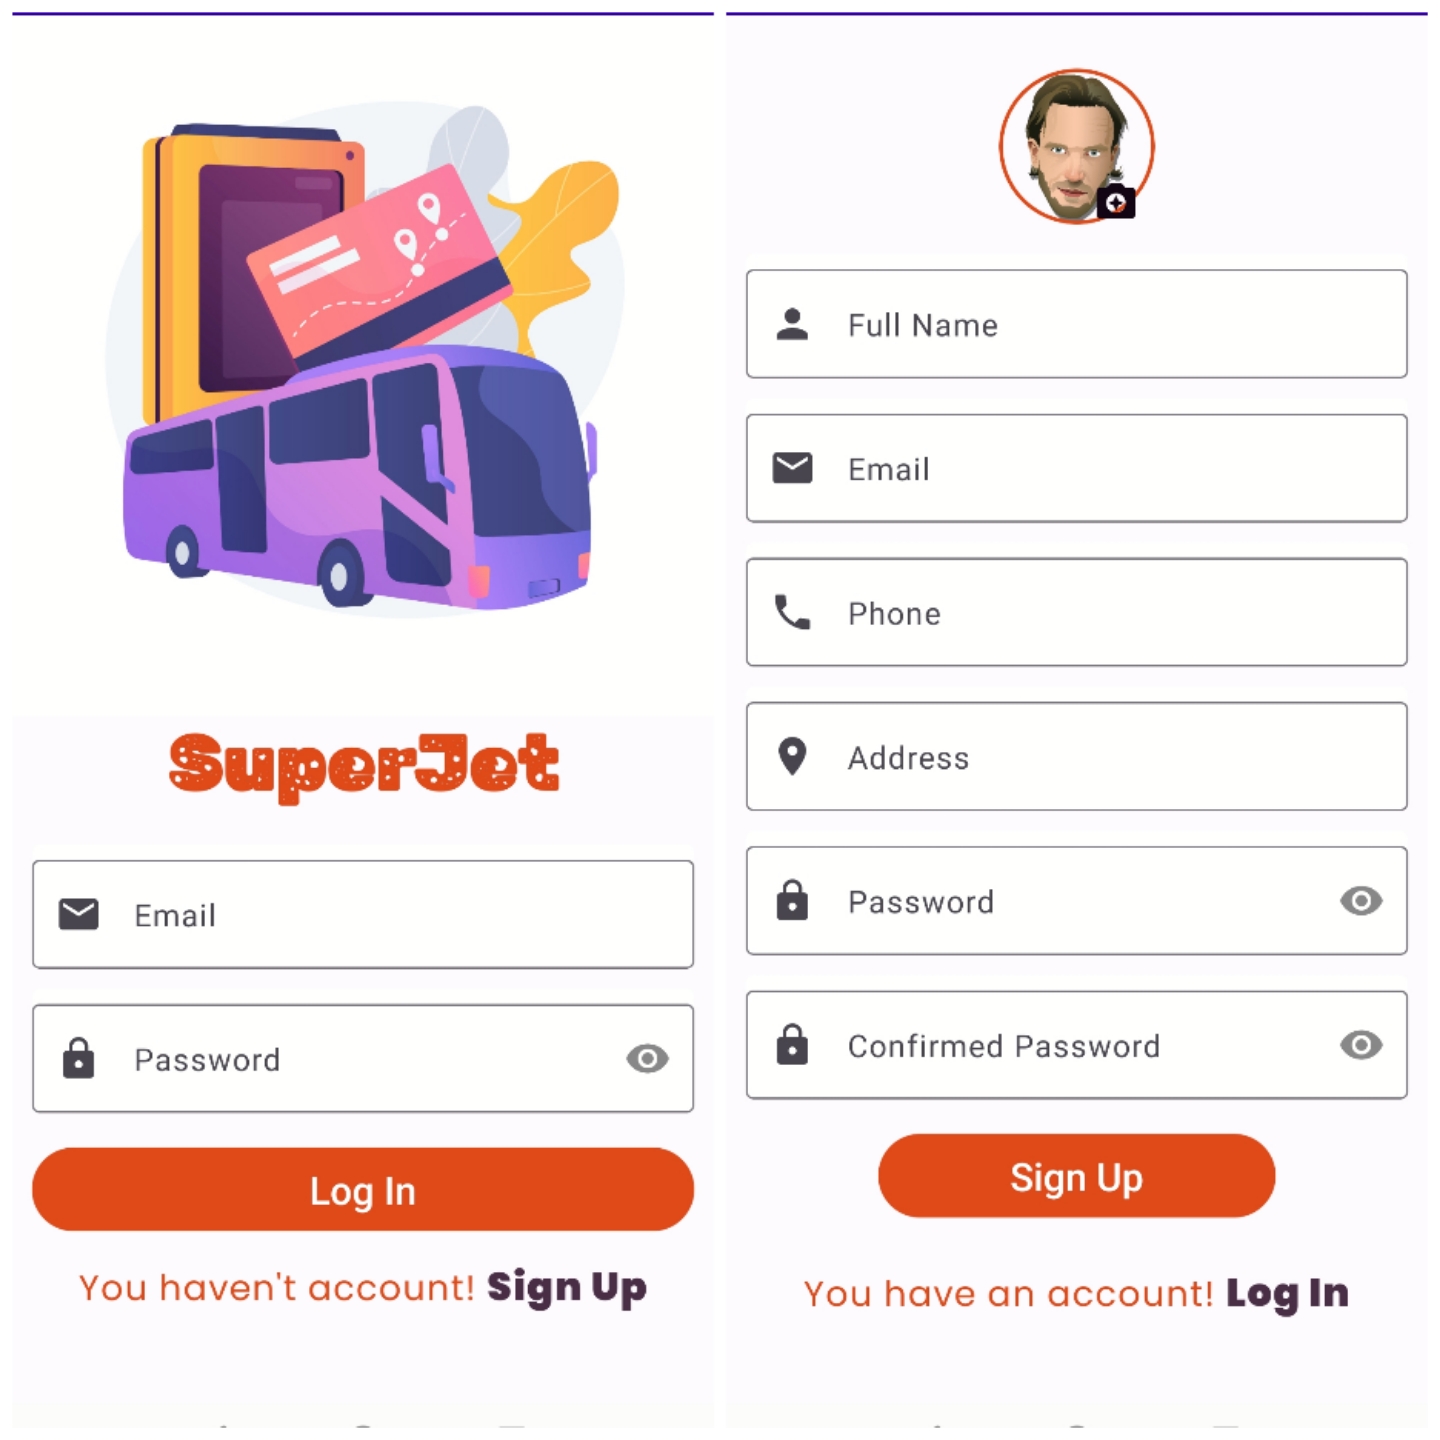 SuperJet
Email
Password
Log In
You haven't account! Sign Up
Full Name
Email
Phone
Address
Password
Confirmed Password
Sign Up
You have an account! Log In